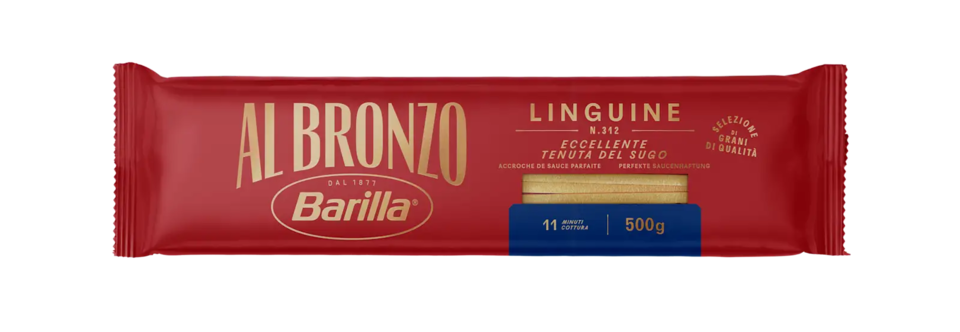 AL BRONZO
DAL 1877
Barilla®
LINGUINE
N.312
ECCELLENTE
TENUTA DEL SUGO
ACCROCHE DE SAUCE PARFAITE PERFEKTE SAUCENHAFTUNG
SELEZIONE
DI
GRANI
DI QUALITÀ
11 MINUTI
COTTURA
500g